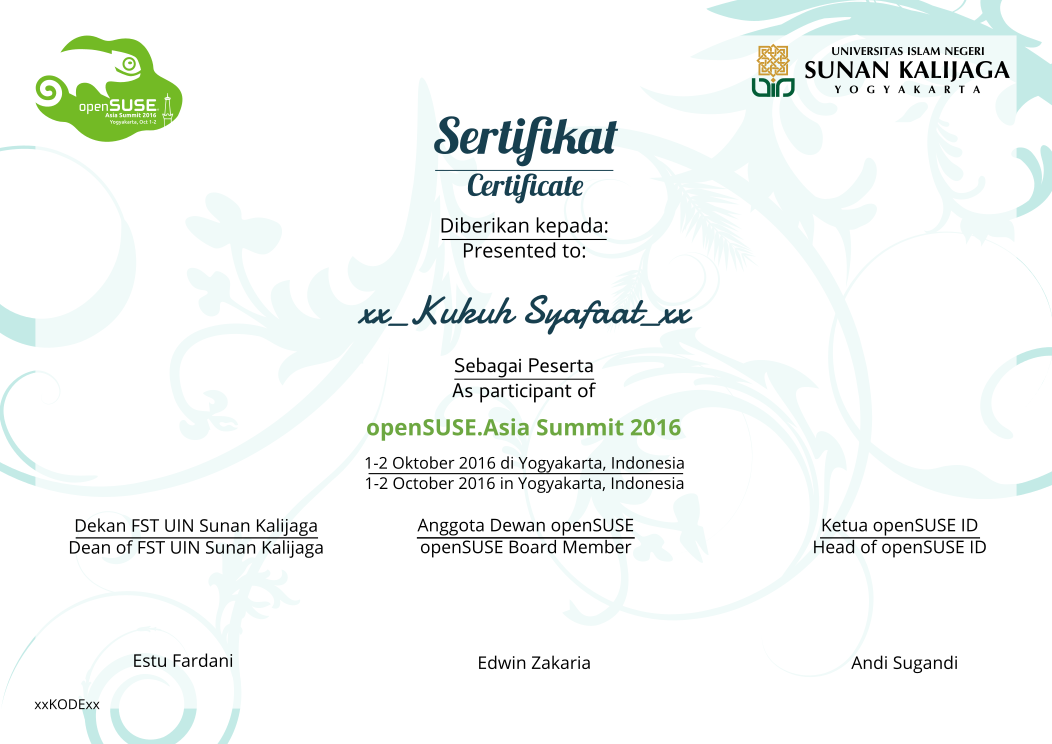 openSUSE
Asia Summit 2016
Yogyakarta, Oct 1-2
UNIVERSITAS ISLAM NEGERI
SUNAN KALIJAGA
YOGYAKARTA
Sertifikat
Certificate
Diberikan kepada:
Presented to:
xx_Kukuh Syafaat_xx
Sebagai Peserta
As participant of
openSUSE.Asia Summit 2016
1-2 Oktober 2016 di Yogyakarta, Indonesia
1-2 October 2016 in Yogyakarta, Indonesia
Dekan FST UIN Sunan Kalijaga
Dean of FST UIN Sunan Kalijaga
Anggota Dewan openSUSE
openSUSE Board Member
Ketua openSUSE ID
Head of openSUSE ID
Estu Fardani
Edwin Zakaria
Andi Sugandi
xxKODExx